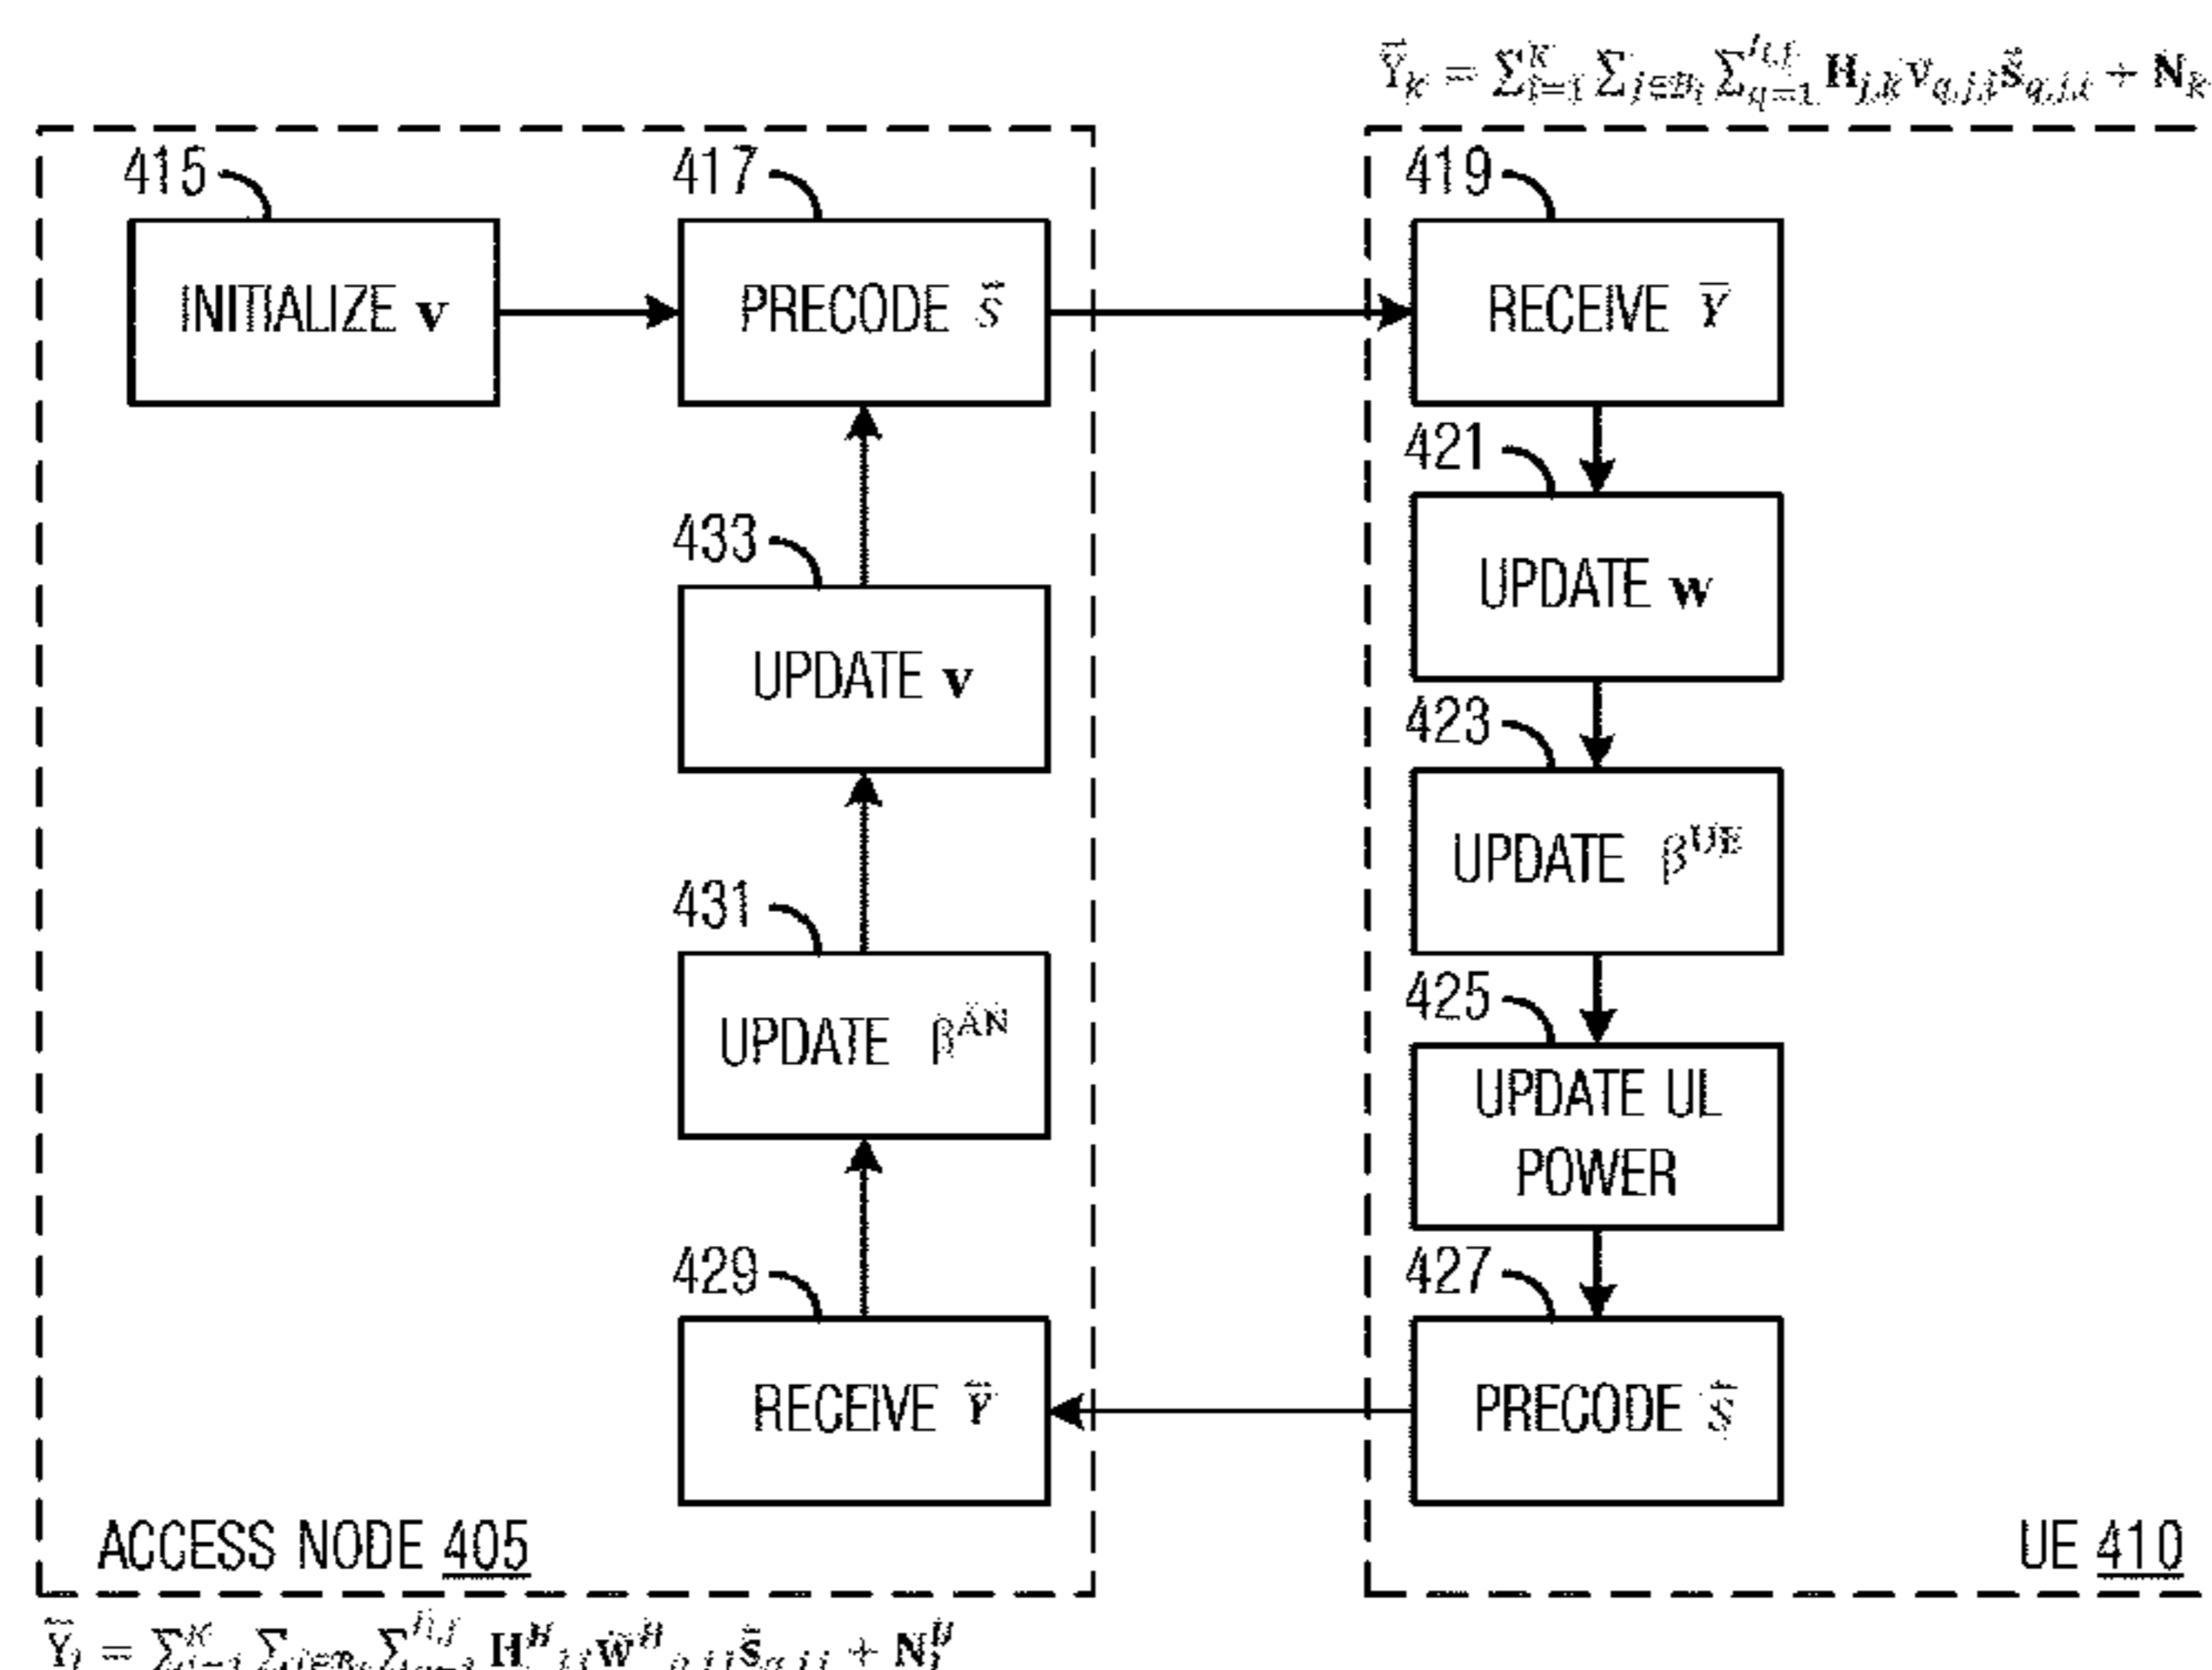 415
INITIALIZE v
417
PRECODE S
419
RECEIVE Y
421
UPDATE w
423
UPDATE β^UE
425
UPDATE UL
POWER
427
PRECODE S
429
RECEIVE Y
431
UPDATE β^AN
433
UPDATE v
ACCESS NODE 405
UE 410